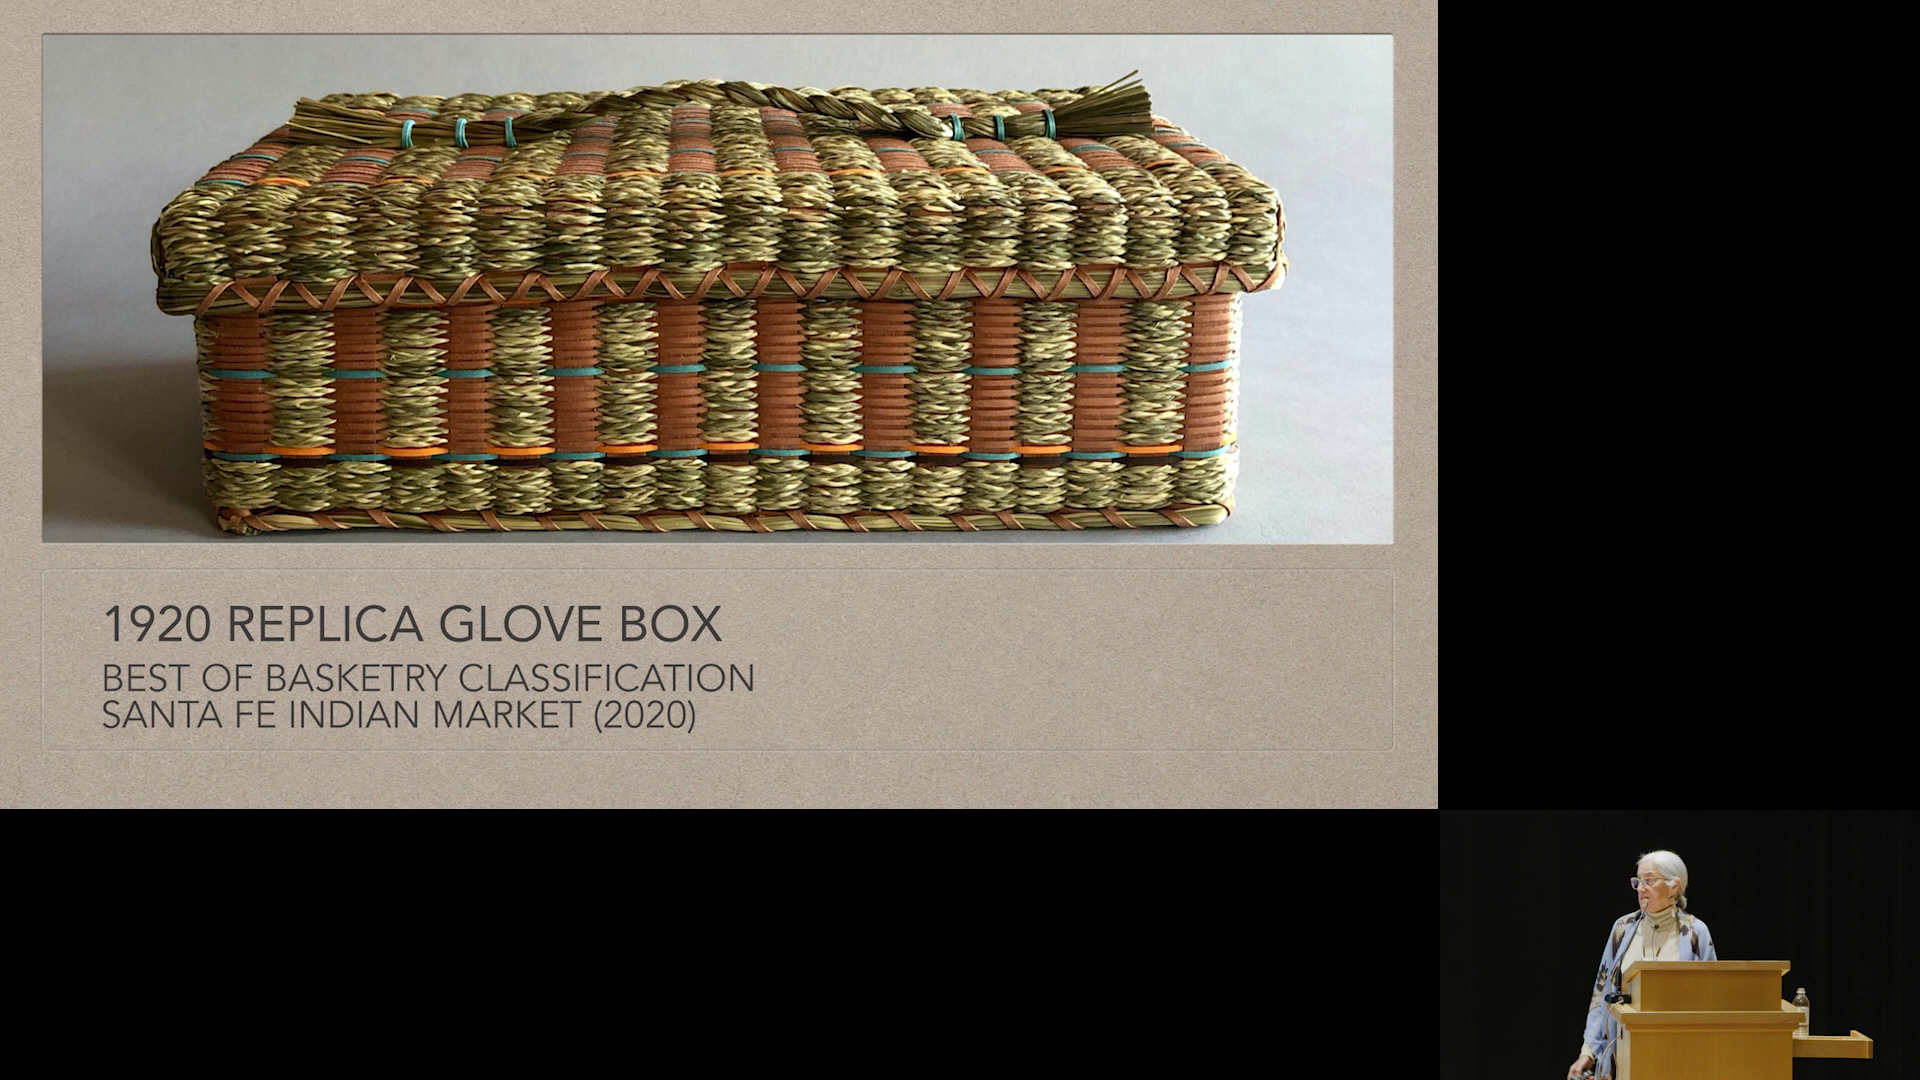 1920 REPLICA GLOVE BOX
BEST OF BASKETRY CLASSIFICATION
SANTA FE INDIAN MARKET (2020)